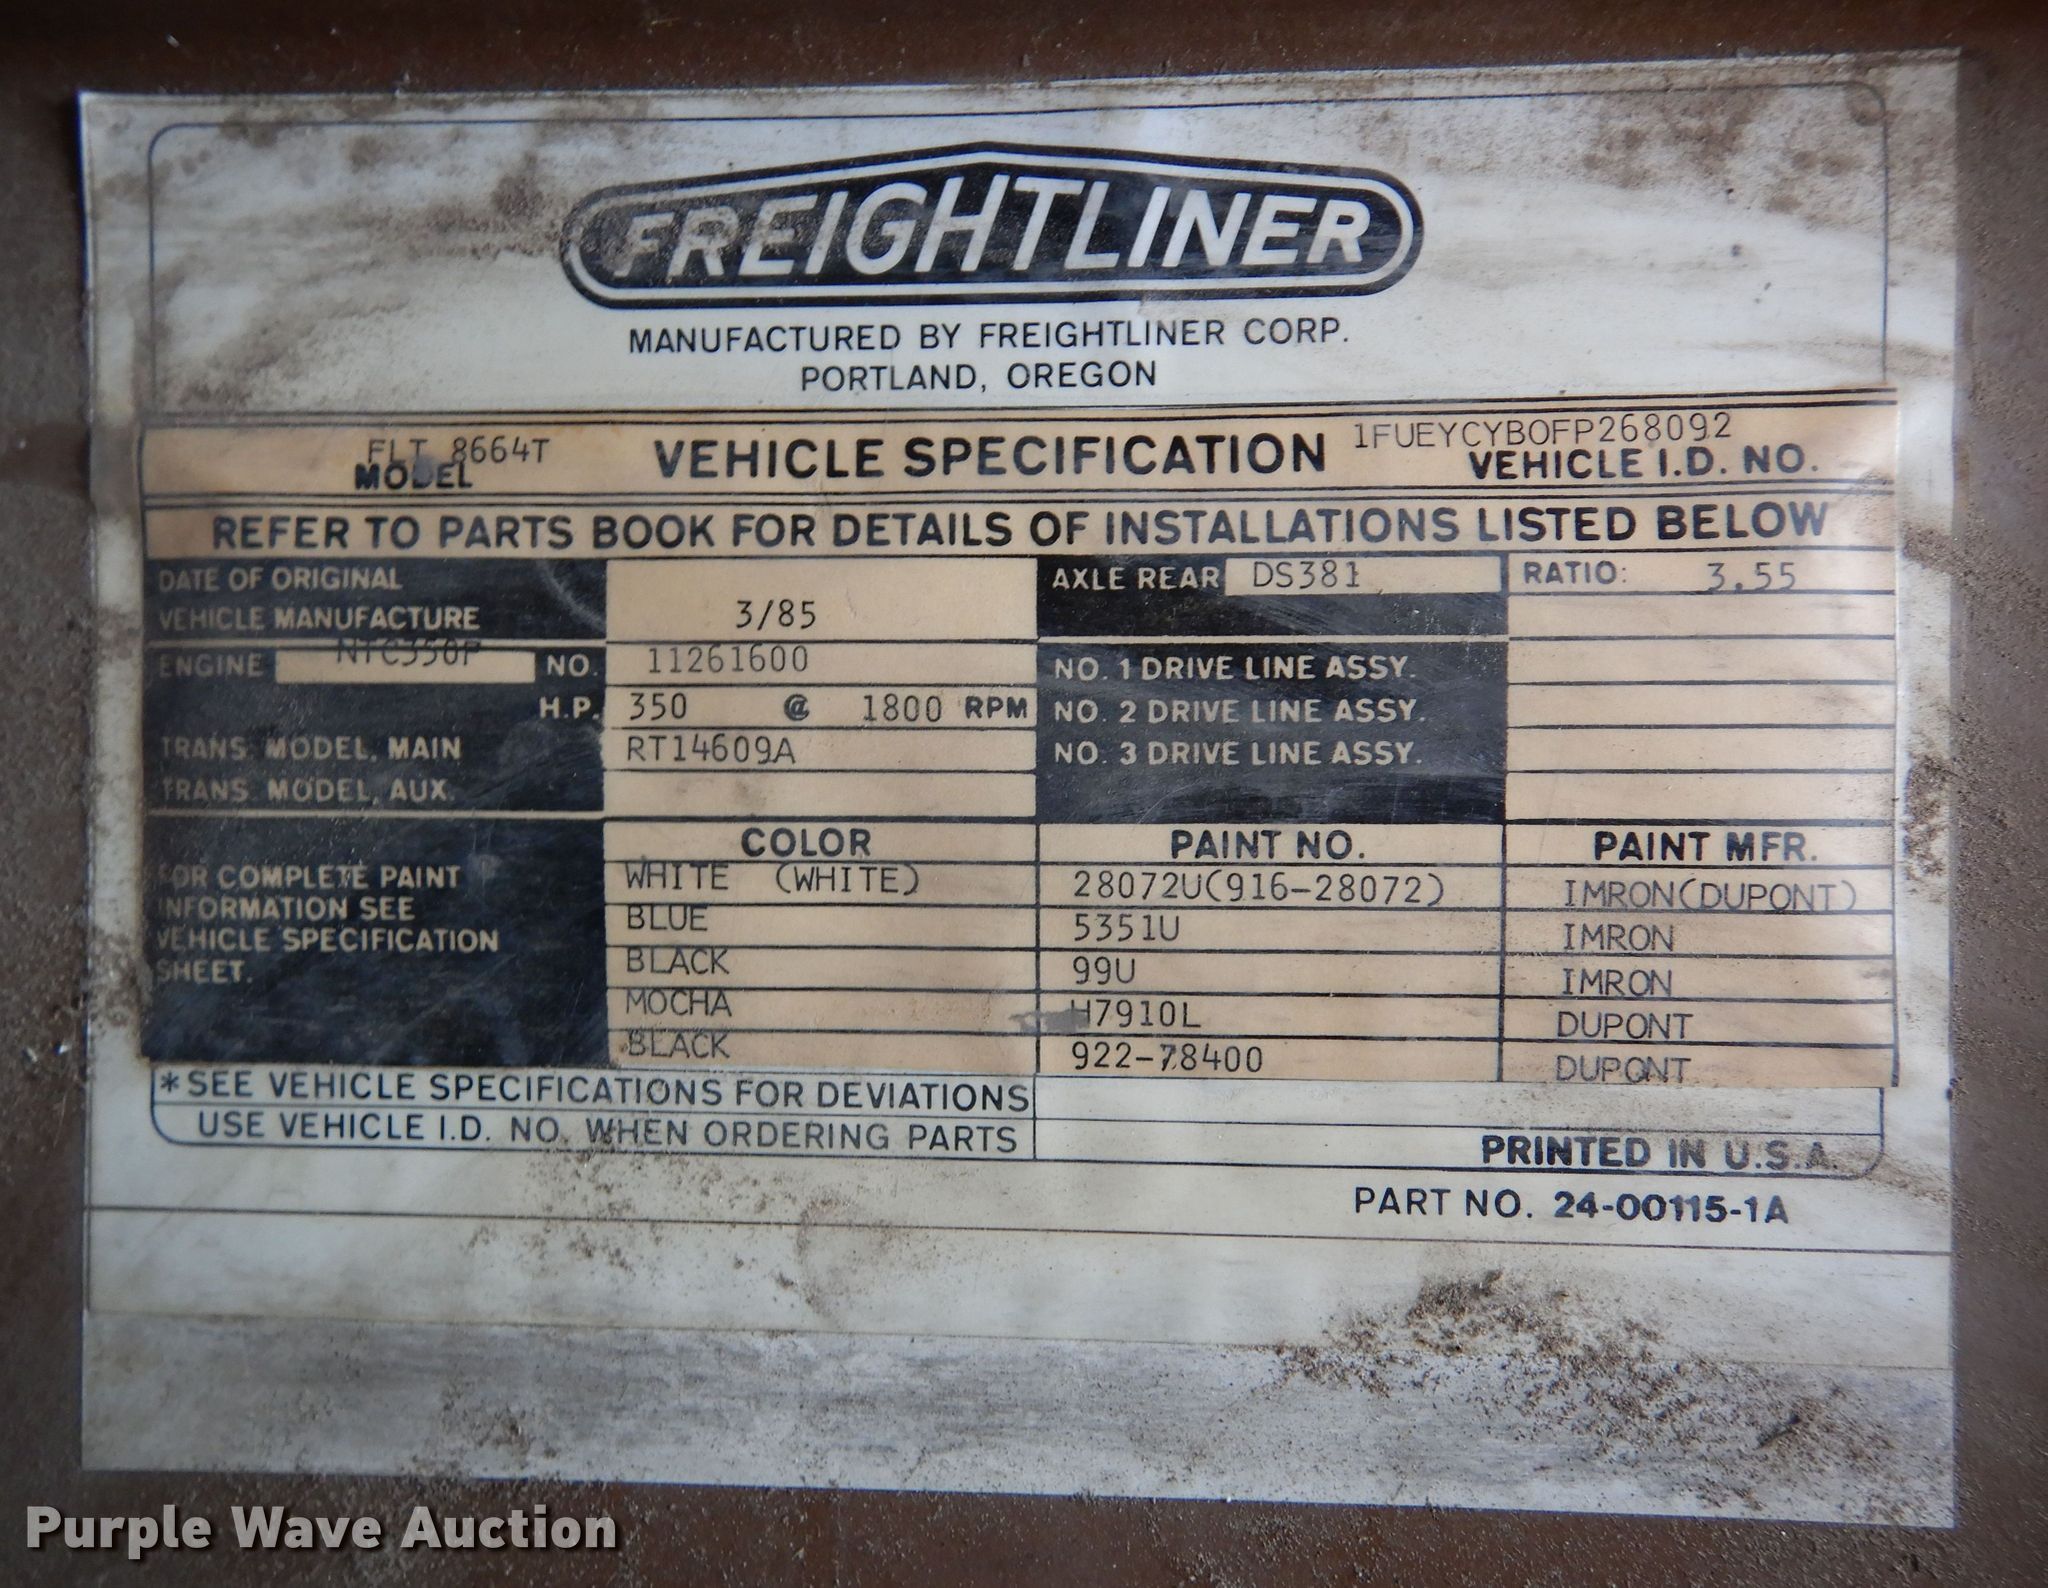 FREIGHTLINER
MANUFACTURED BY FREIGHTLINER CORP.
PORTLAND, OREGON
FLT 8664T
MODEL
VEHICLE SPECIFICATION
1FUEYCYB0FP268092
VEHICLE I.D. NO.
REFER TO PARTS BOOK FOR DETAILS OF INSTALLATIONS LISTED BELOW
DATE OF ORIGINAL
VEHICLE MANUFACTURE 3/85
AXLE REAR DS381 RATIO: 3.55
ENGINE NTC350P NO. 11261600
H.P. 350 @ 1800 RPM
TRANS. MODEL, MAIN RT14609A
TRANS. MODEL, AUX.
NO. 1 DRIVE LINE ASSY.
NO. 2 DRIVE LINE ASSY.
NO. 3 DRIVE LINE ASSY.
FOR COMPLETE PAINT
INFORMATION SEE
VEHICLE SPECIFICATION
SHEET.
COLOR PAINT NO. PAINT MFR.
WHITE (WHITE) 28072U(916-28072) IMRON(DUPONT)
BLUE 5351U IMRON
BLACK 99U IMRON
MOCHA H7910L DUPONT
BLACK 922-78400 DUPONT
*SEE VEHICLE SPECIFICATIONS FOR DEVIATIONS
USE VEHICLE I.D. NO. WHEN ORDERING PARTS
PRINTED IN U.S.A.
PART NO. 24-00115-1A
Purple Wave Auction